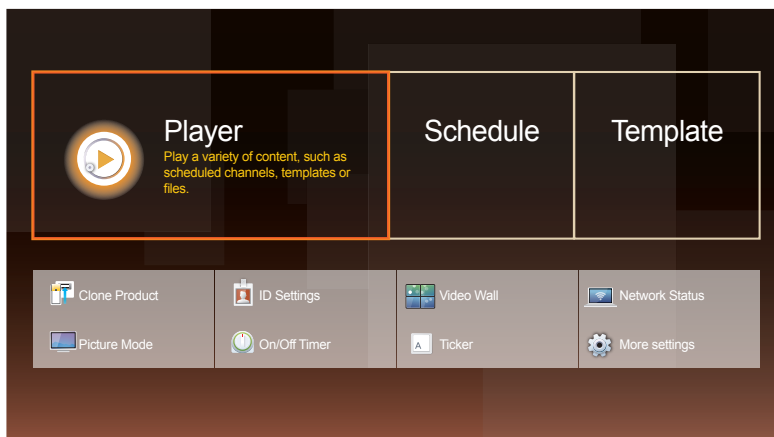 Player
Play a variety of content, such as
scheduled channels, templates or
files.
Schedule
Template
Clone Product
ID Settings
Video Wall
Network Status
Picture Mode
On/Off Timer
A
Ticker
More settings